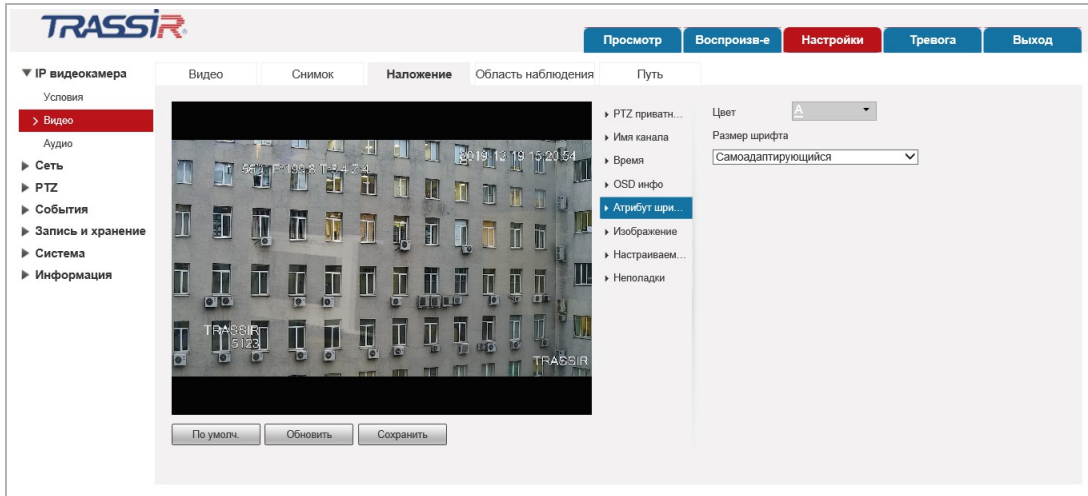 TRASSIR
Просмотр
Воспроизв-е
Настройки
Тревога
Выход
IP видеокамера
Условия
Видео
Аудио
Сеть
PTZ
События
Запись и хранение
Система
Информация
Видео
Снимок
Наложение
Область наблюдения
Путь
2019-12-19 15:20:54
TRASSIR
5123
TRASSIR
По умолч.
Обновить
Сохранить
PTZ приватн...
Имя канала
Время
OSD инфо
Атрибут шри...
Изображение
Настраиваем...
Неполадки
Цвет
A
Размер шрифта
Самоадаптирующийся